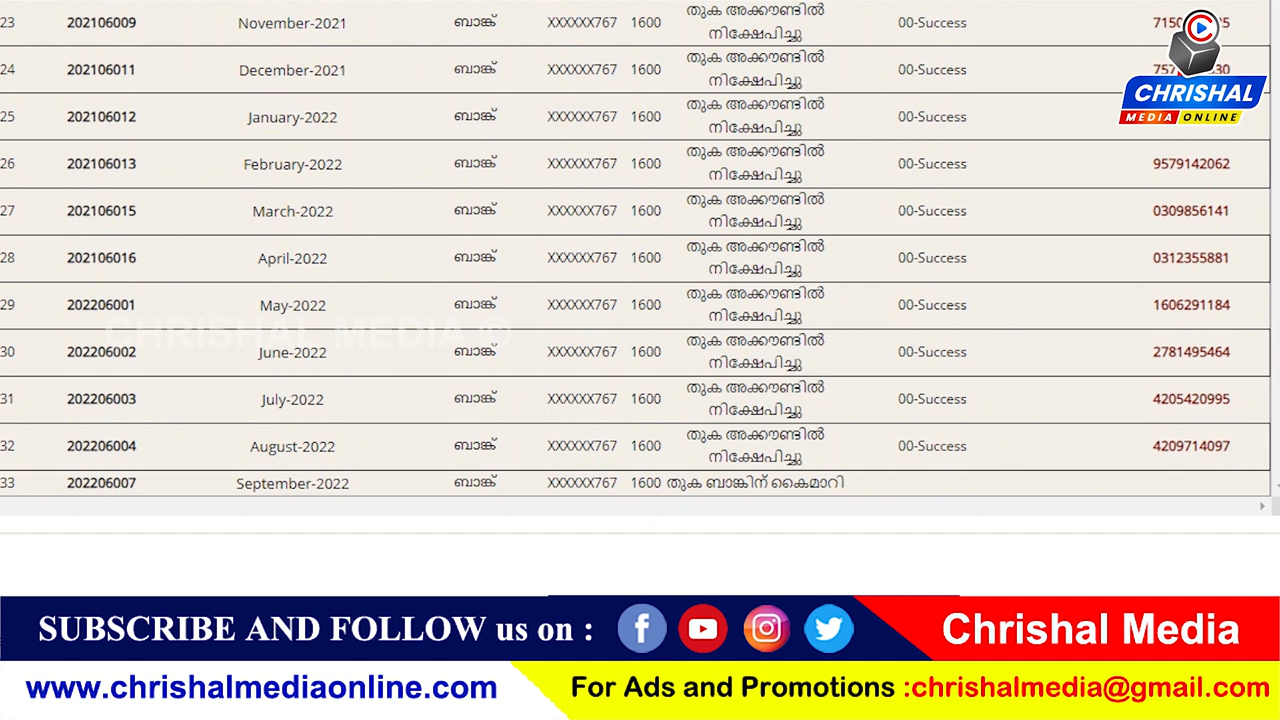 തുക അക്കൗണ്ടിൽ
23 202106009 November-2021 ബാങ്ക് XXXXXX767 1600 00-Success
നിക്ഷേപിച്ചു
തുക അക്കൗണ്ടിൽ
24 202106011 December-2021 ബാങ്ക് XXXXXX767 1600 00-Success
നിക്ഷേപിച്ചു
CHRISHAL
MEDIA ONLINE
തുക അക്കൗണ്ടിൽ
25 202106012 January-2022 ബാങ്ക് XXXXXX767 1600 00-Success
നിക്ഷേപിച്ചു
തുക അക്കൗണ്ടിൽ
26 202106013 February-2022 ബാങ്ക് XXXXXX767 1600 00-Success 9579142062
നിക്ഷേപിച്ചു
തുക അക്കൗണ്ടിൽ
27 202106015 March-2022 ബാങ്ക് XXXXXX767 1600 00-Success 0309856141
നിക്ഷേപിച്ചു
തുക അക്കൗണ്ടിൽ
28 202106016 April-2022 ബാങ്ക് XXXXXX767 1600 00-Success 0312355881
നിക്ഷേപിച്ചു
തുക അക്കൗണ്ടിൽ
29 202206001 May-2022 ബാങ്ക് XXXXXX767 1600 00-Success 1606291184
നിക്ഷേപിച്ചു
CHRISHAL MEDIA ©
തുക അക്കൗണ്ടിൽ
30 202206002 June-2022 ബാങ്ക് XXXXXX767 1600 00-Success 2781495464
നിക്ഷേപിച്ചു
തുക അക്കൗണ്ടിൽ
31 202206003 July-2022 ബാങ്ക് XXXXXX767 1600 00-Success 4205420995
നിക്ഷേപിച്ചു
തുക അക്കൗണ്ടിൽ
32 202206004 August-2022 ബാങ്ക് XXXXXX767 1600 00-Success 4209714097
നിക്ഷേപിച്ചു
33 202206007 September-2022 ബാങ്ക് XXXXXX767 1600 തുക ബാങ്കിന് കൈമാറി
SUBSCRIBE AND FOLLOW us on :
Chrishal Media
www.chrishalmediaonline.com
For Ads and Promotions :chrishalmedia@gmail.com